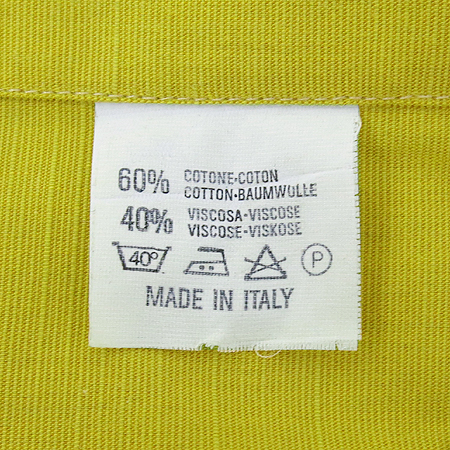 60% COTONE-COTON
COTTON-BAUMWOLLE
40% VISCOSA-VISCOSE
VISCOSE-VISKOSE
40° P
MADE IN ITALY